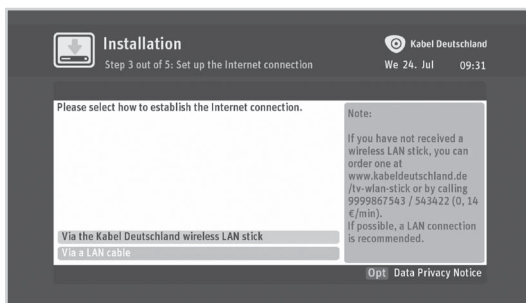 Installation
Kabel Deutschland
Step 3 out of 5: Set up the Internet connection
We 24. Jul 09:31
Please select how to establish the Internet connection.
Note:
If you have not received a
wireless LAN stick, you can
order one at
www.kabeldeutschland.de
/tv-wlan-stick or by calling
9999867543 / 543422 (0, 14
€/min).
If possible, a LAN connection
is recommended.
Via the Kabel Deutschland wireless LAN stick
Via a LAN cable
Opt Data Privacy Notice